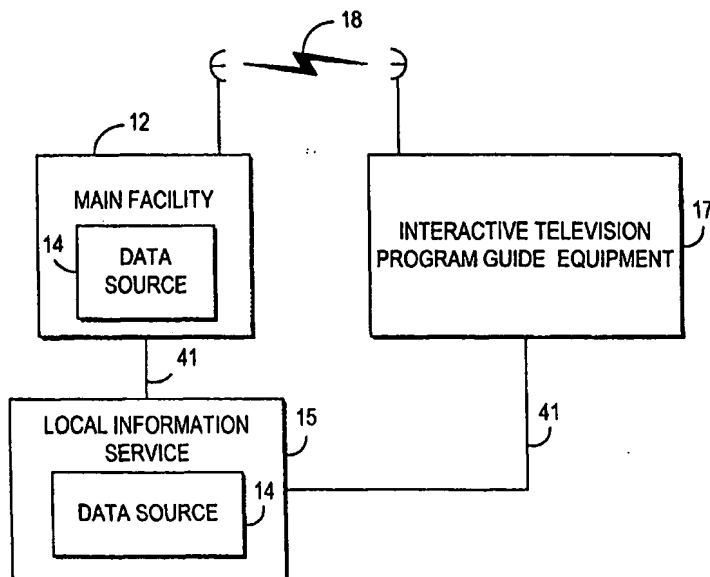 18
12
MAIN FACILITY
14
DATA
SOURCE
INTERACTIVE TELEVISION
PROGRAM GUIDE EQUIPMENT
17
41
LOCAL INFORMATION
SERVICE
15
41
DATA SOURCE
14